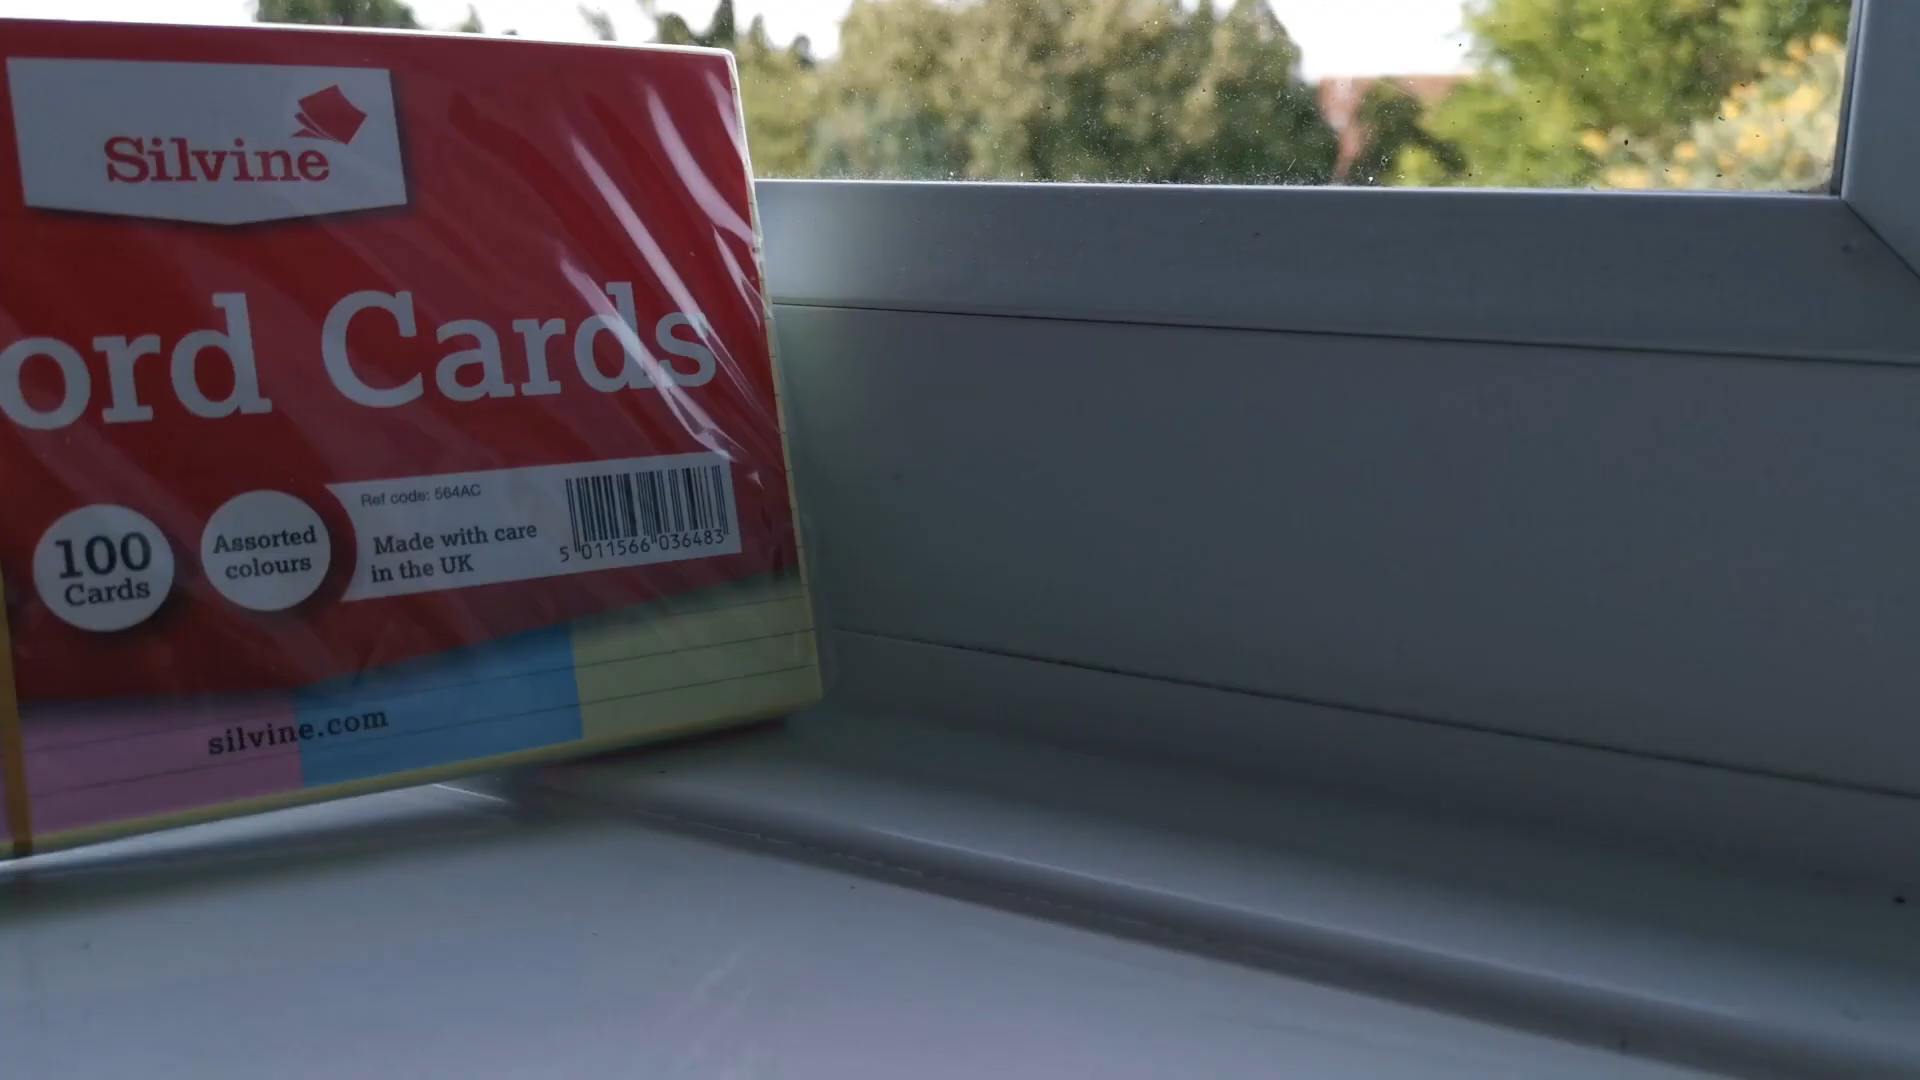 Silvine
ord Cards
100
Cards
Assorted
colours
Ref code: 564AC
Made with care
in the UK
5 011566 036483
silvine.com